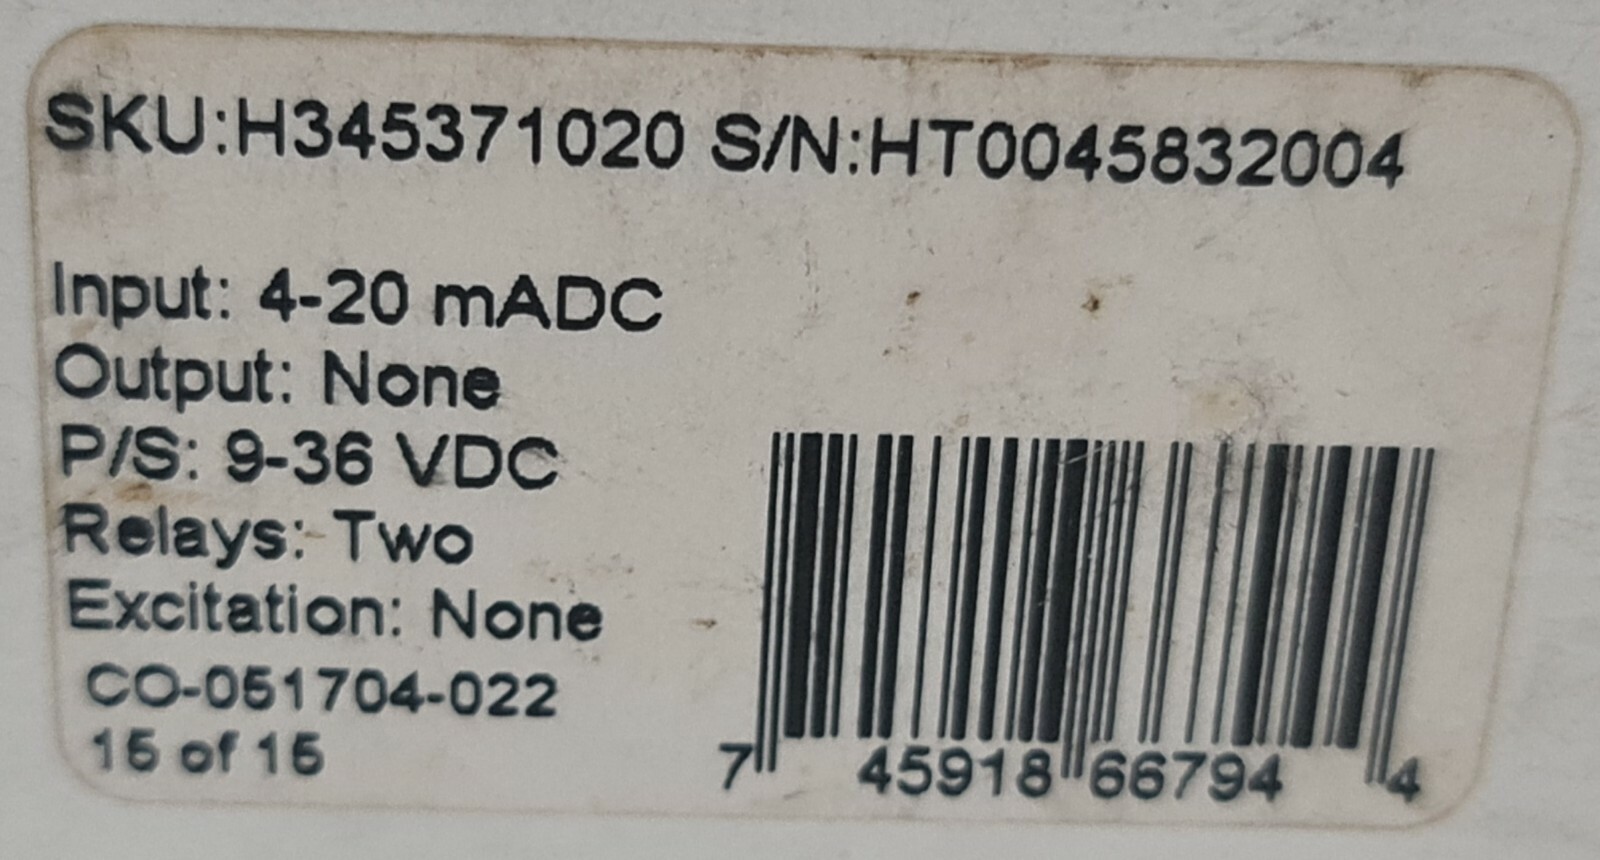 SKU:H345371020 S/N:HT0045832004
Input: 4-20 mADC
Output: None
P/S: 9-36 VDC
Relays: Two
Excitation: None
CO-051704-022
15 of 15
7 45918 66794 4